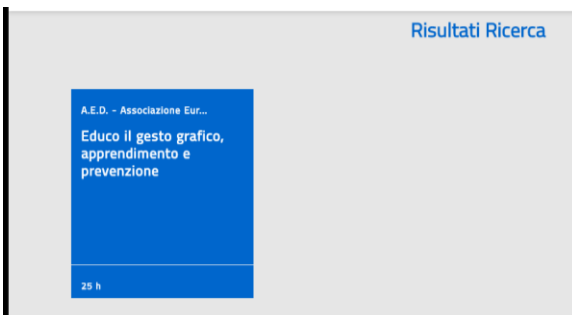 Risultati Ricerca
A.E.D. - Associazione Eur...
Educo il gesto grafico,
apprendimento e
prevenzione
25 h